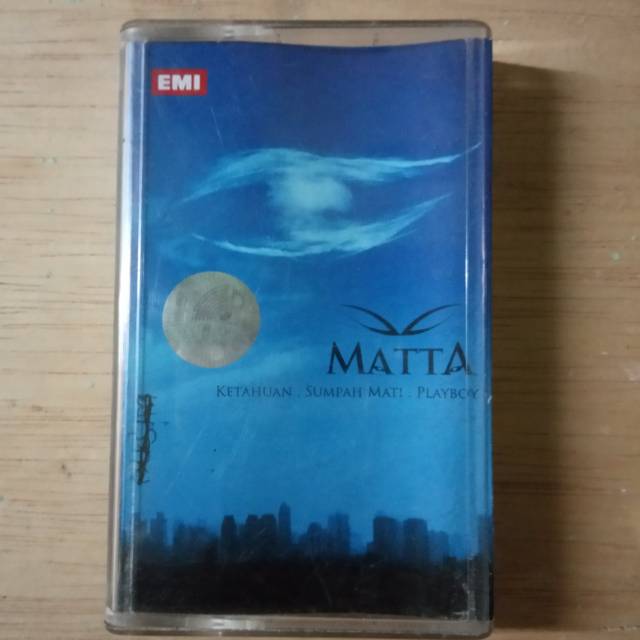 EMI
MATTA
KETAHUAN . SUMPAH MATI . PLAYBOY